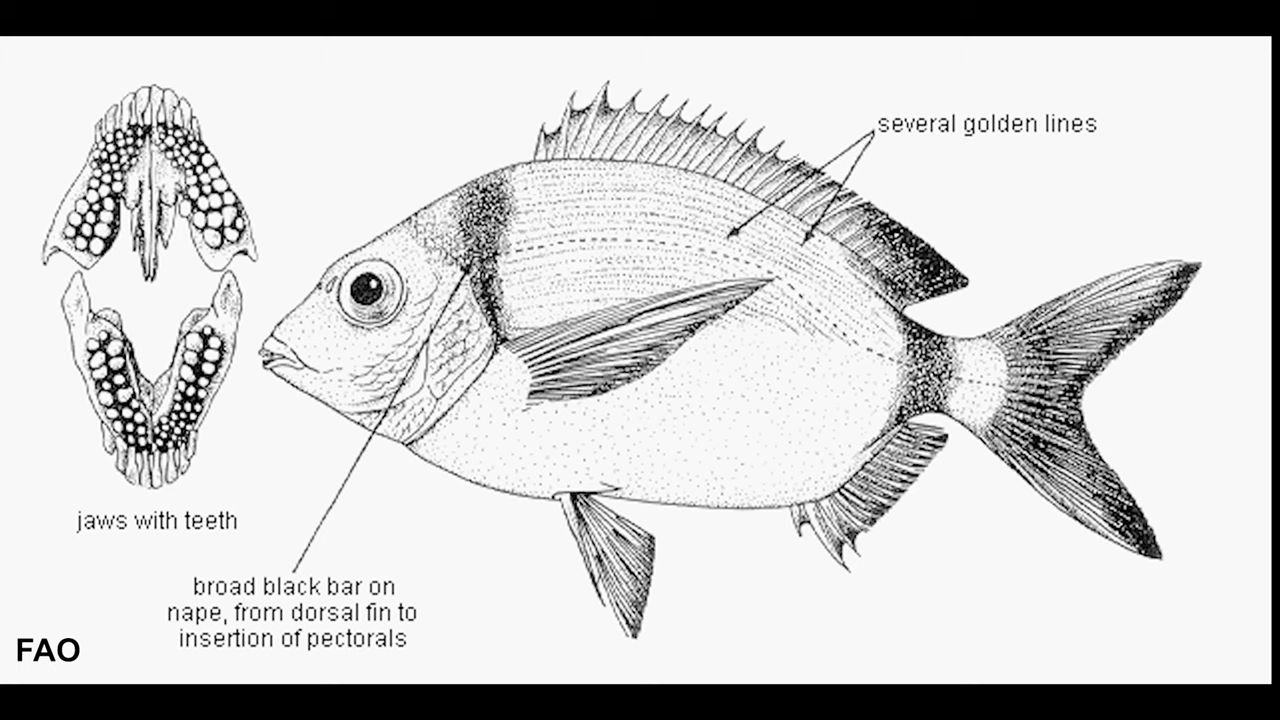 several golden lines
jaws with teeth
broad black bar on
nape, from dorsal fin to
insertion of pectorals
FAO